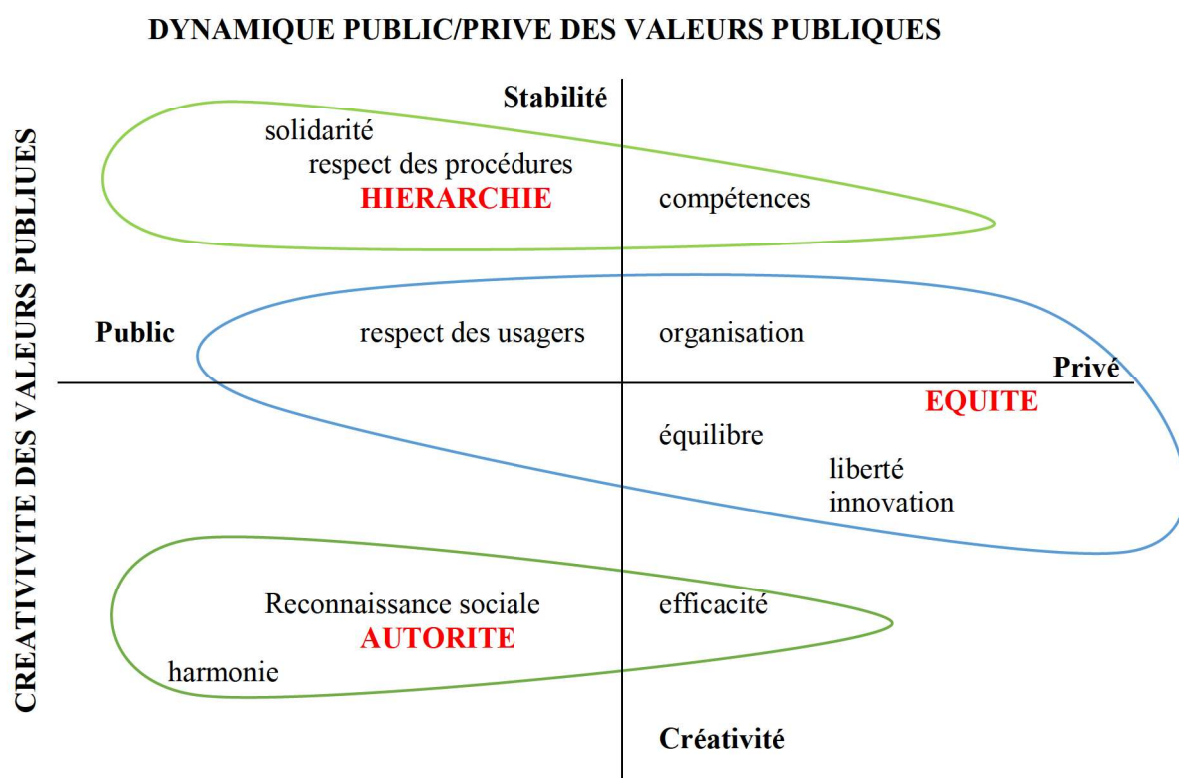 DYNAMIQUE PUBLIC/PRIVE DES VALEURS PUBLIQUES
CREATIVIVITE DES VALEURS PUBLIUES
Stabilité
solidarité
respect des procédures
HIERARCHIE
compétences
Public
respect des usagers
organisation
Privé
EQUITE
équilibre
liberté
innovation
Reconnaissance sociale
efficacité
AUTORITE
harmonie
Créativité